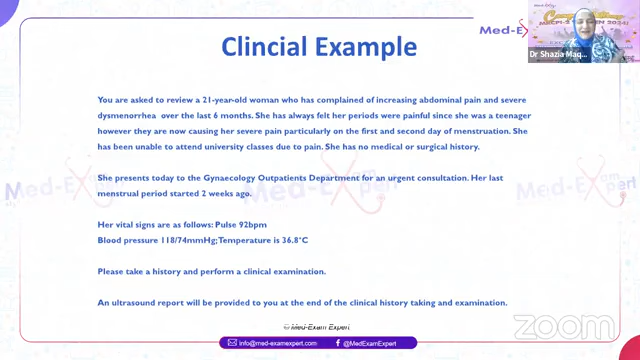 Clincial Example
Med-Ex
Dr Shazia Maq...
You are asked to review a 21-year-old woman who has complained of increasing abdominal pain and severe
dysmenorrhea over the last 6 months. She has always felt her periods were painful since she was a teenager
however they are now causing her severe pain particularly on the first and second day of menstruation. She
has been unable to attend university classes due to pain. She has no medical or surgical history.
She presents today to the Gynaecology Outpatients Department for an urgent consultation. Her last
menstrual period started 2 weeks ago.
Her vital signs are as follows: Pulse 92bpm
Blood pressure 118/74mmHg; Temperature is 36.8°C
Please take a history and perform a clinical examination.
An ultrasound report will be provided to you at the end of the clinical history taking and examination.
© Med-Exam Expert
zoom
info@med-examexpert.com
@MedExamExpert